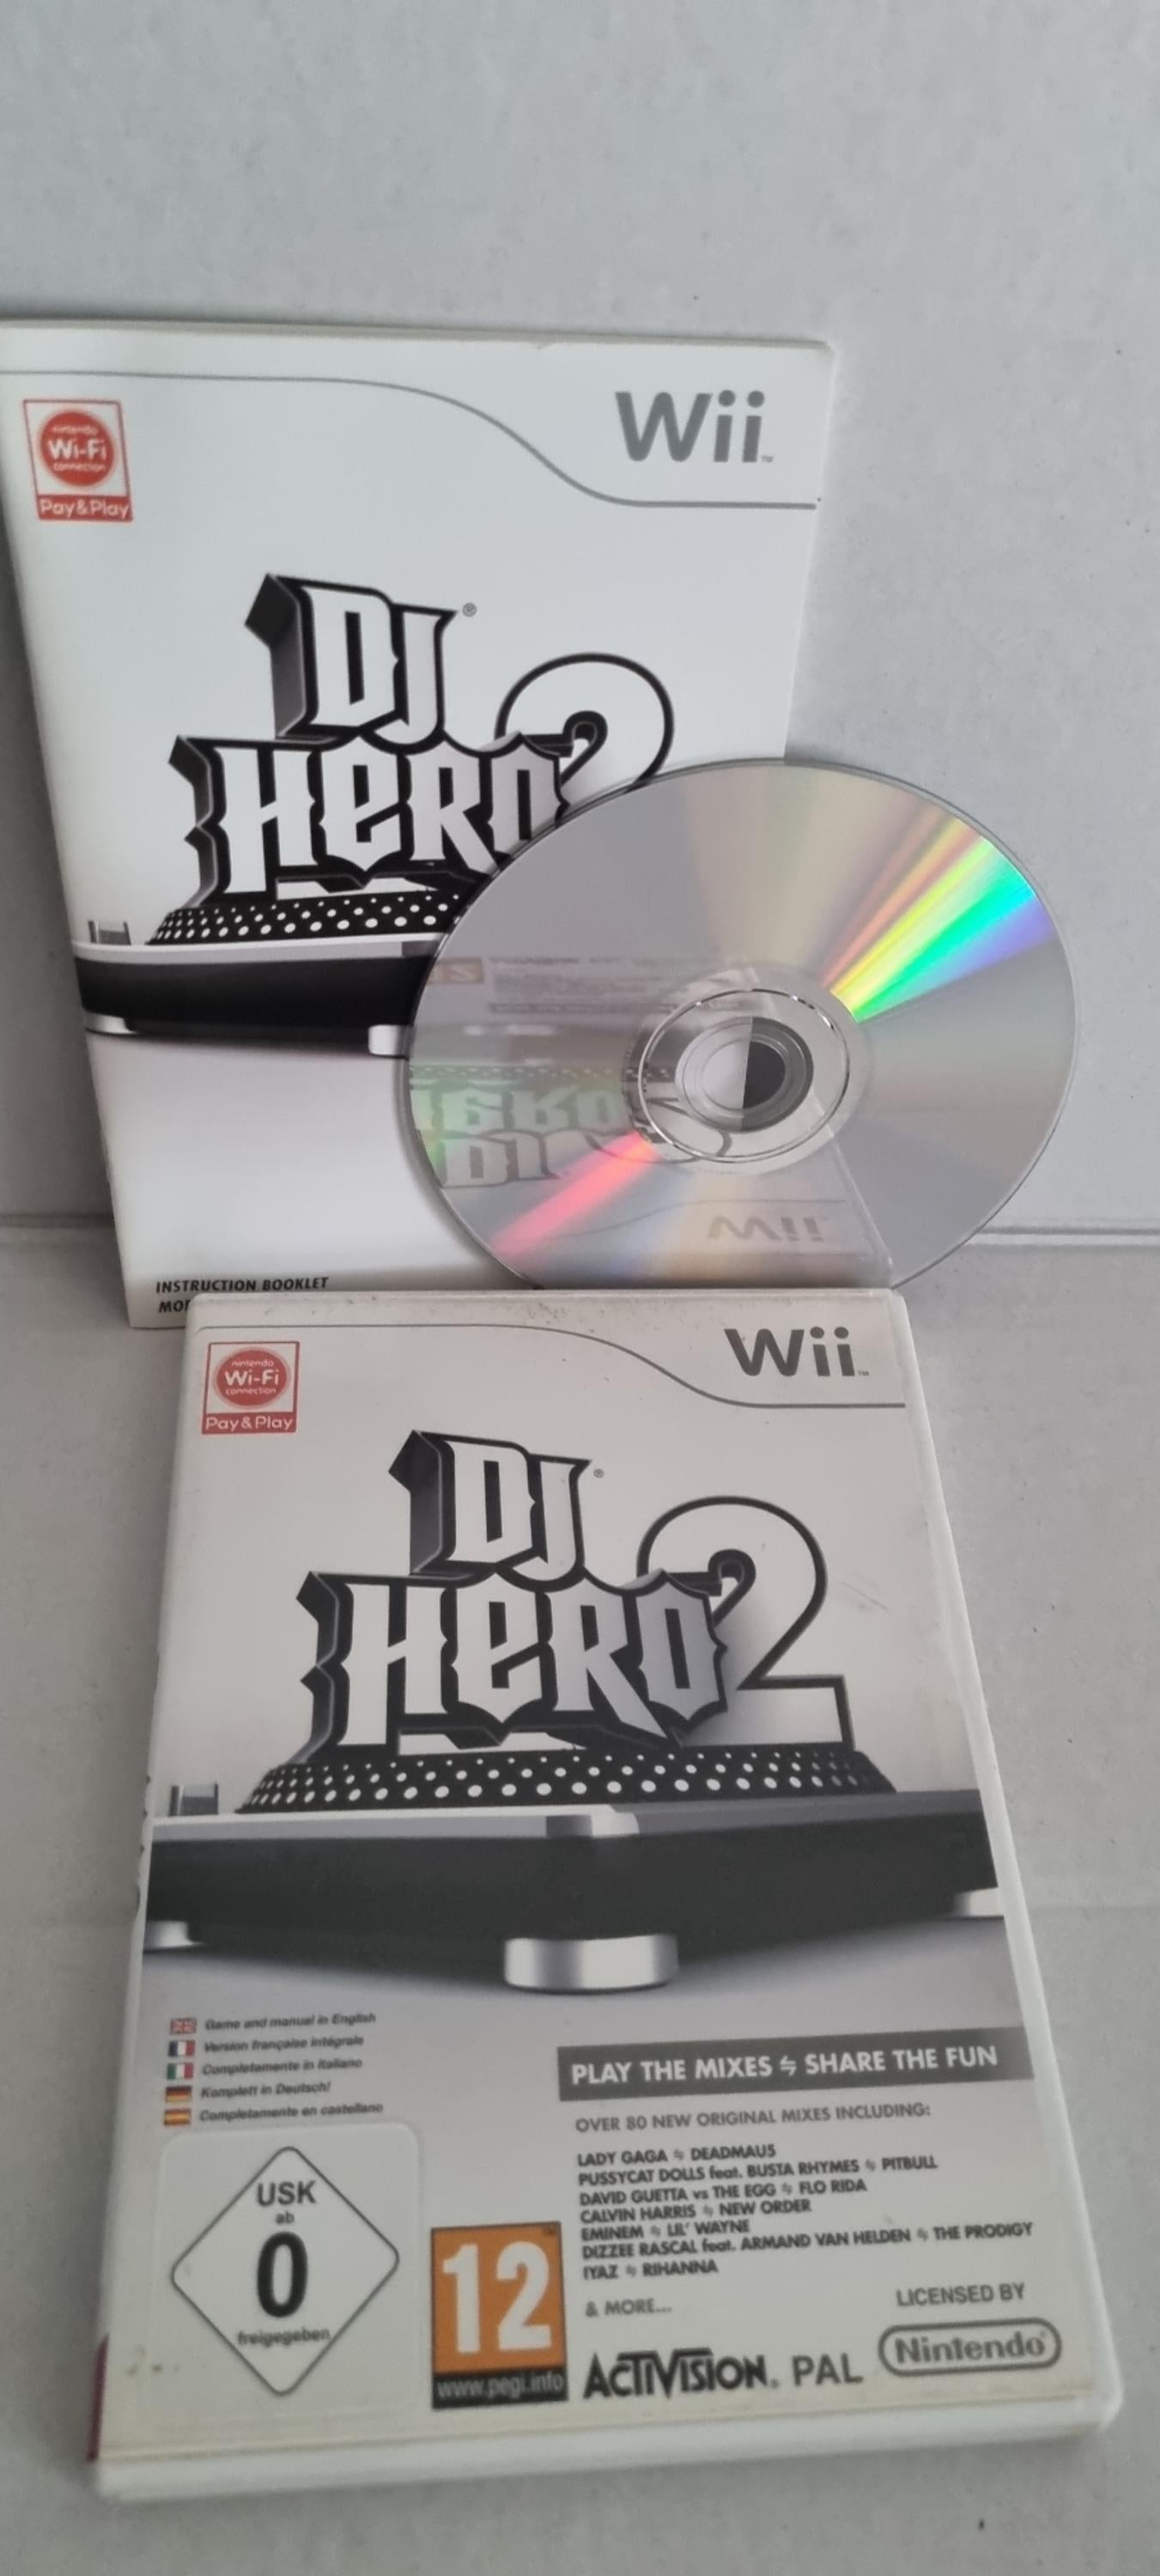 Wii™
nintendo
Wi-Fi
connection
Pay & Play
DJ®
HERO 2
INSTRUCTION BOOKLET
Wii
Wii™
nintendo
Wi-Fi
connection
Pay & Play
DJ®
HERO 2
Game and manual in English
Version française intégrale
Completamente in Italiano
Komplett in Deutsch!
Completamente en castellano
PLAY THE MIXES SHARE THE FUN
OVER 80 NEW ORIGINAL MIXES INCLUDING:
LADY GAGA DEADMAU5
PUSSYCAT DOLLS feat. BUSTA RHYMES PITBULL
DAVID GUETTA vs THE EGG FLO RIDA
CALVIN HARRIS NEW ORDER
EMINEM LIL' WAYNE
DIZZEE RASCAL feat. ARMAND VAN HELDEN THE PRODIGY
IYAZ RIHANNA
& MORE...
USK
ab
0
freigegeben
12
www.pegi.info
ACTIVISION® PAL
LICENSED BY
Nintendo®